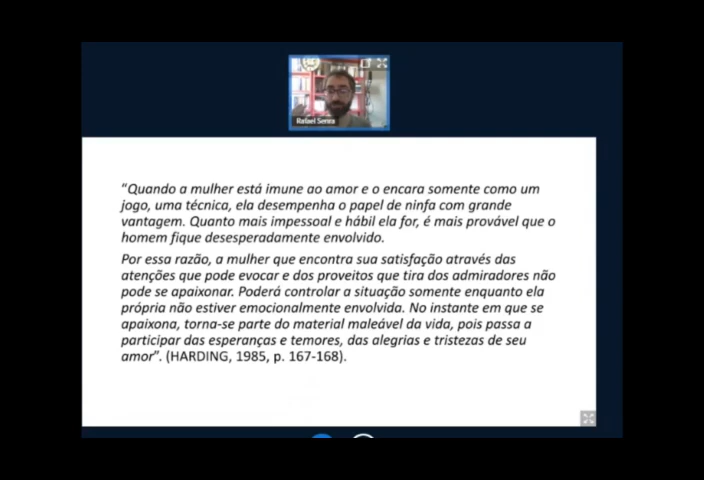 Rafael Senra
“Quando a mulher está imune ao amor e o encara somente como um
jogo, uma técnica, ela desempenha o papel de ninfa com grande
vantagem. Quanto mais impessoal e hábil ela for, é mais provável que o
homem fique desesperadamente envolvido.
Por essa razão, a mulher que encontra sua satisfação através das
atenções que pode evocar e dos proveitos que tira dos admiradores não
pode se apaixonar. Poderá controlar a situação somente enquanto ela
própria não estiver emocionalmente envolvida. No instante em que se
apaixona, torna-se parte do material maleável da vida, pois passa a
participar das esperanças e temores, das alegrias e tristezas de seu
amor”. (HARDING, 1985, p. 167-168).